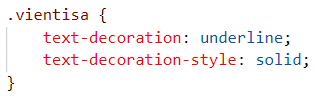 .vientisa {
    text-decoration: underline;
    text-decoration-style: solid;
}